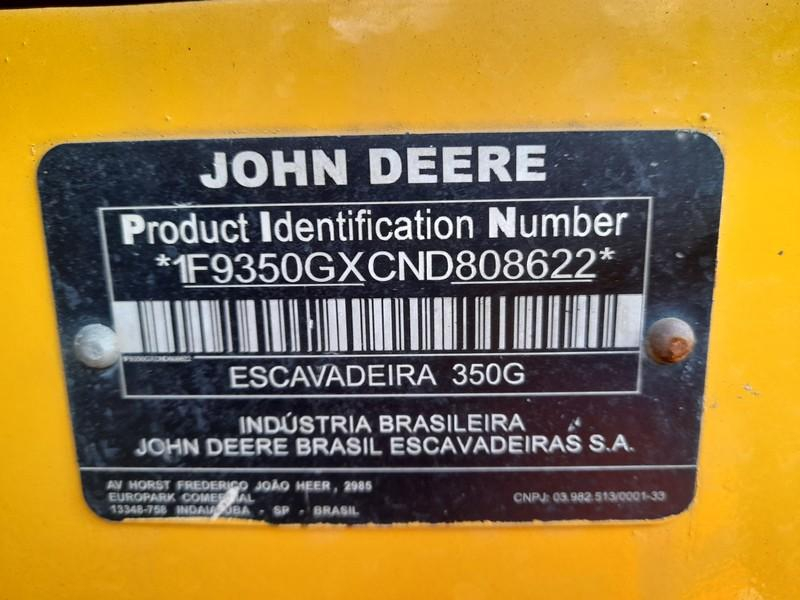 JOHN DEERE
Product Identification Number
*1F9350GXCND808622*
1F9350GXCND808622
ESCAVADEIRA 350G
INDÚSTRIA BRASILEIRA
JOHN DEERE BRASIL ESCAVADEIRAS S.A.
AV HORST FREDERICO JOÃO HEER, 2985
EUROPARK COMERCIAL
CNPJ: 03.982.513/0001-33
13348-758 INDAIATUBA - SP - BRASIL